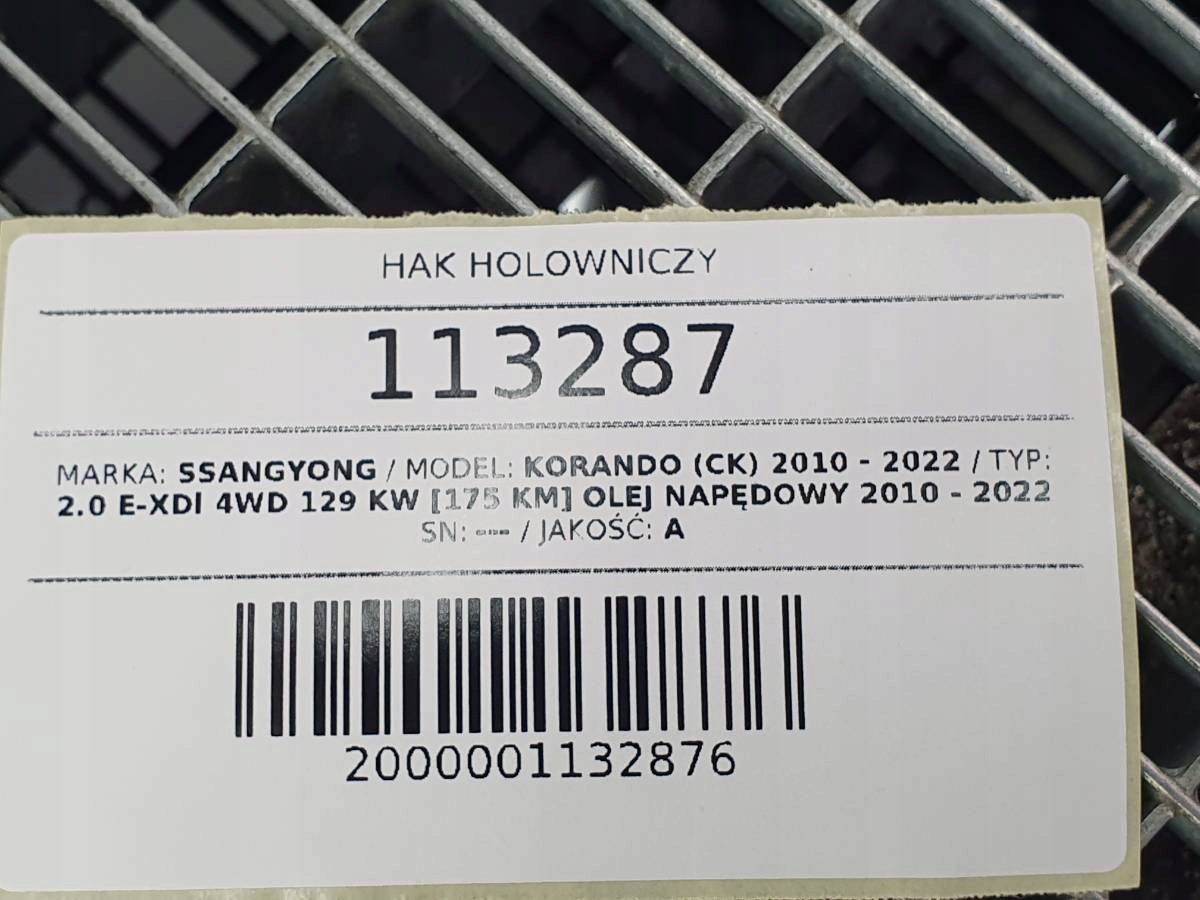 HAK HOLOWNICZY
113287
MARKA: SSANGYONG / MODEL: KORANDO (CK) 2010 - 2022 / TYP:
2.0 E-XDI 4WD 129 KW [175 KM] OLEJ NAPĘDOWY 2010 - 2022
SN: --- / JAKOŚĆ: A
2000001132876